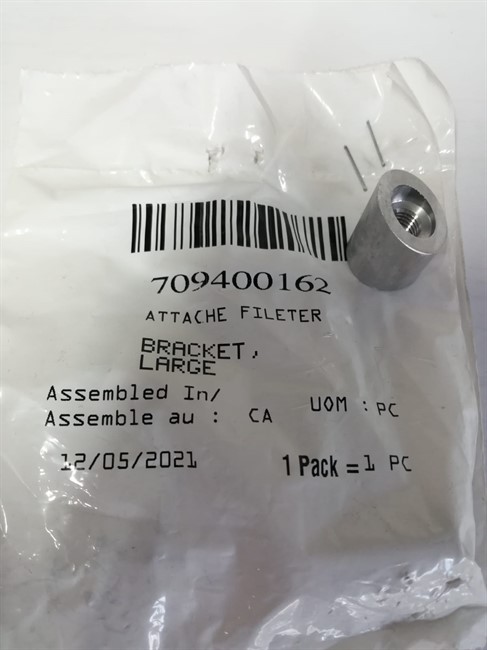 709400162
ATTACHE FILETER
BRACKET,
LARGE
Assembled In/
Assemble au : CA
UOM : PC
12/05/2021
1 Pack = 1 PC